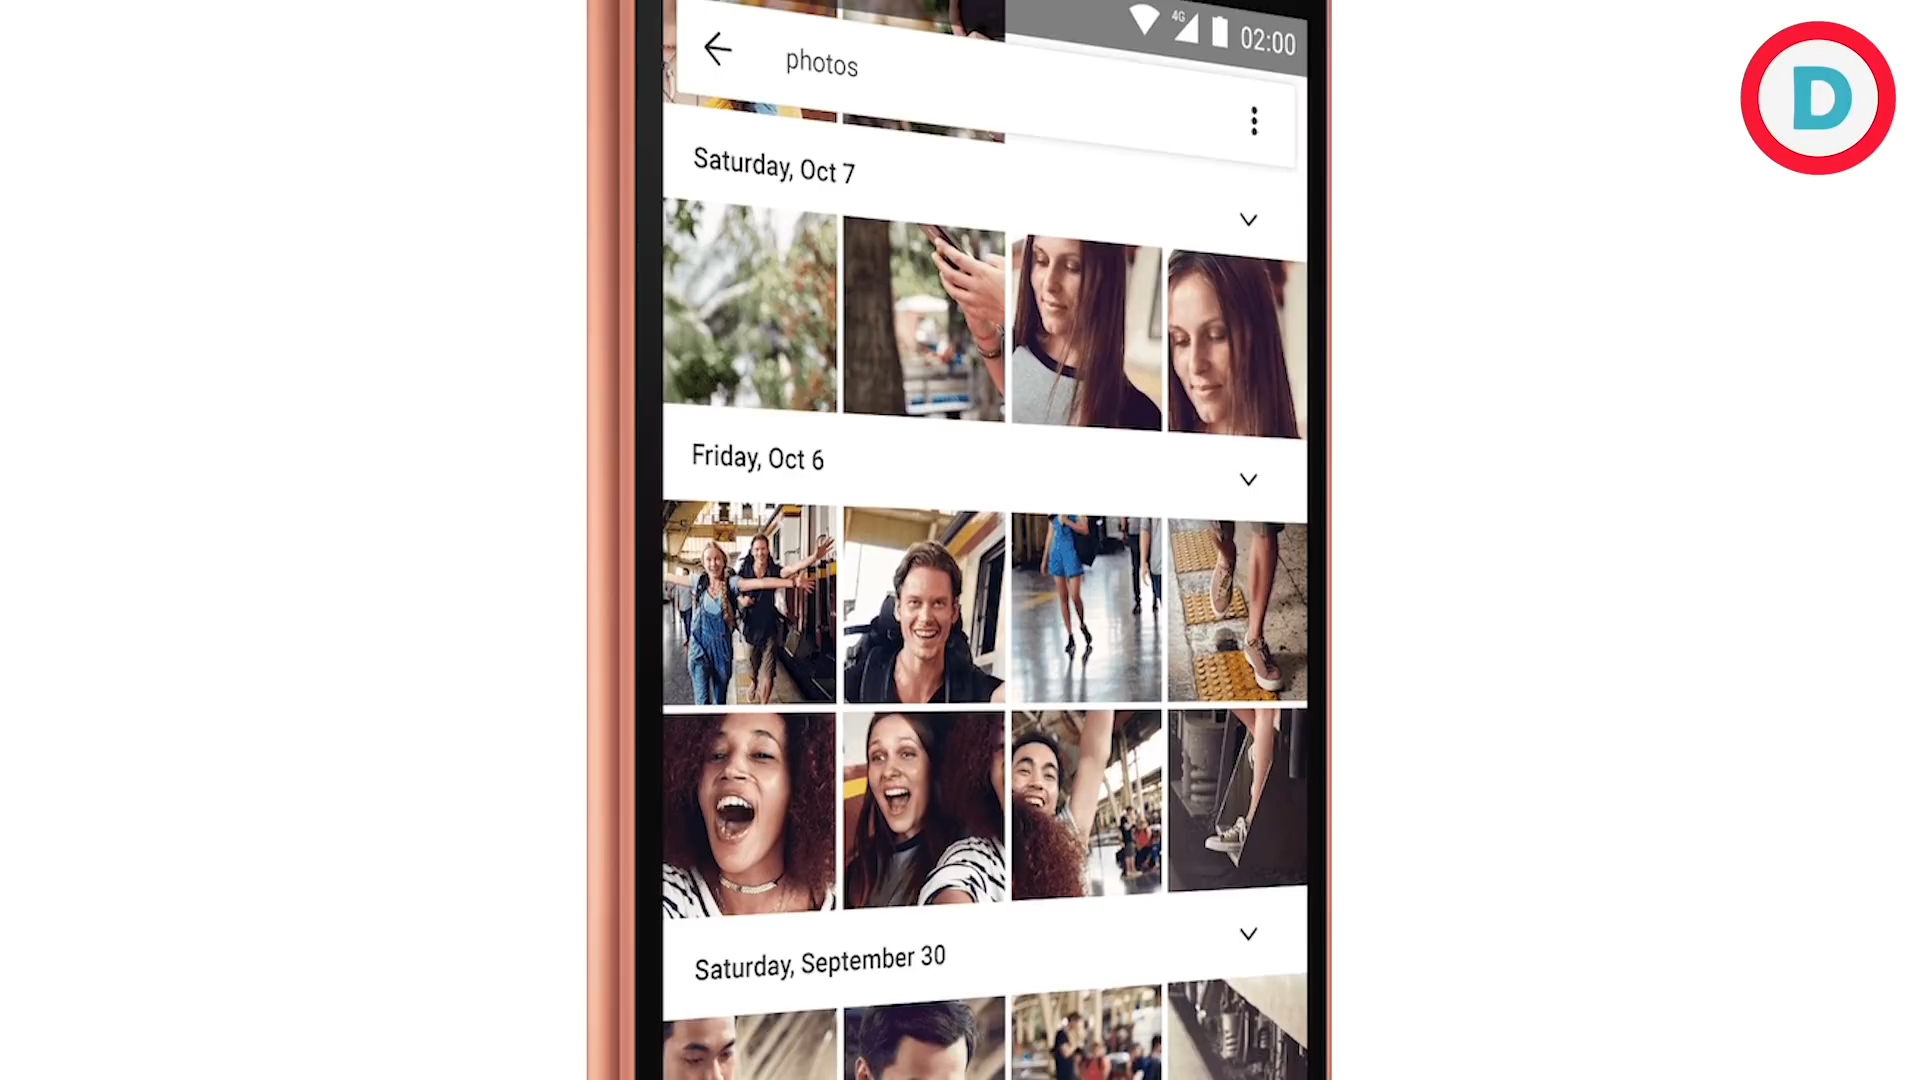 4G 02:00
photos
Saturday, Oct 7
Friday, Oct 6
Saturday, September 30
D